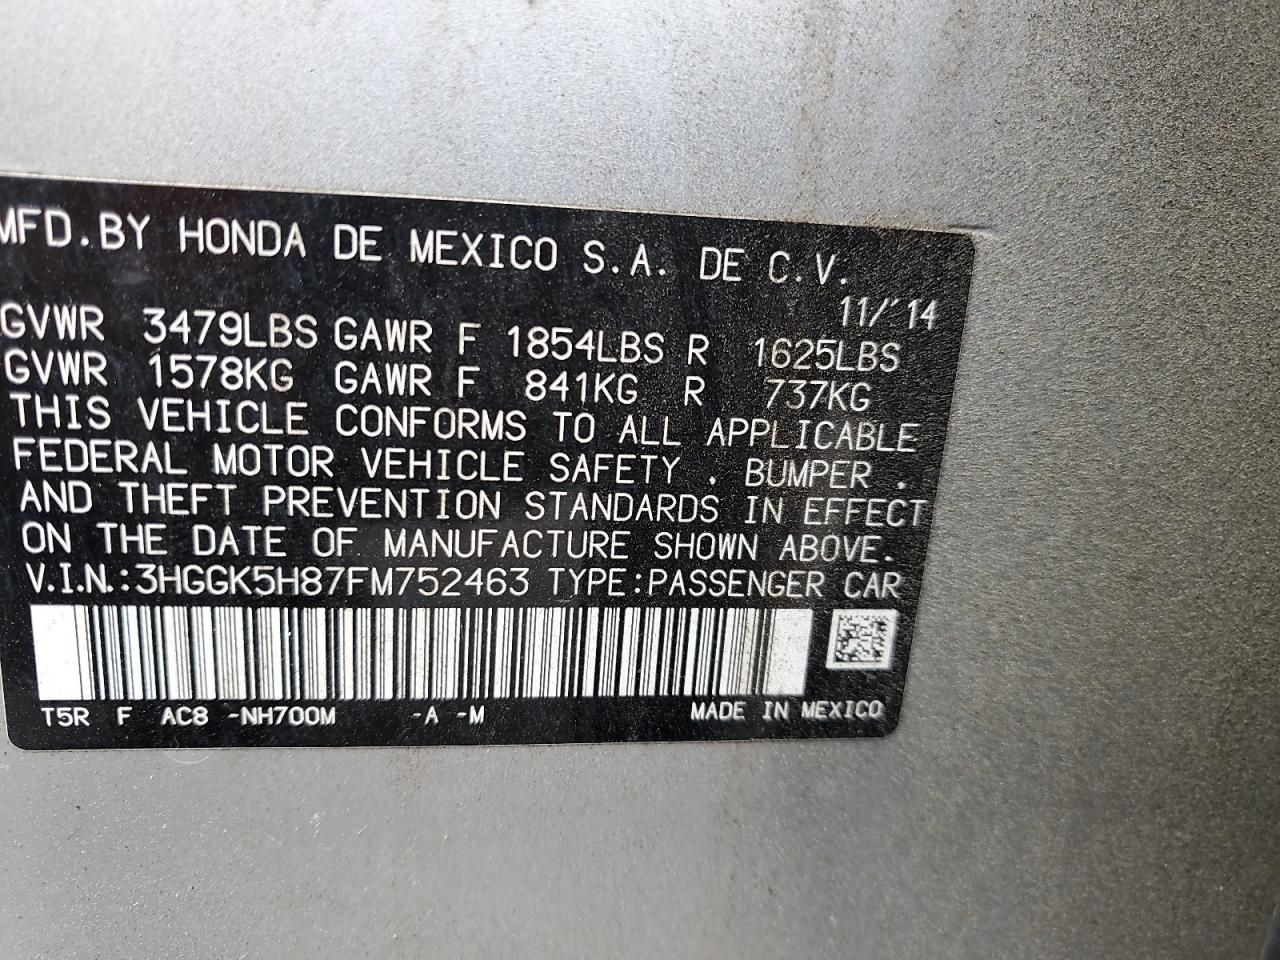 MFD.BY HONDA DE MEXICO S.A. DE C.V.
11/'14
GVWR 3479LBS GAWR F 1854LBS R 1625LBS
GVWR 1578KG GAWR F 841KG R 737KG
THIS VEHICLE CONFORMS TO ALL APPLICABLE
FEDERAL MOTOR VEHICLE SAFETY , BUMPER ,
AND THEFT PREVENTION STANDARDS IN EFFECT
ON THE DATE OF MANUFACTURE SHOWN ABOVE.
V.I.N.:3HGGK5H87FM752463 TYPE:PASSENGER CAR
T5R F AC8 -NH700M -A -M MADE IN MEXICO